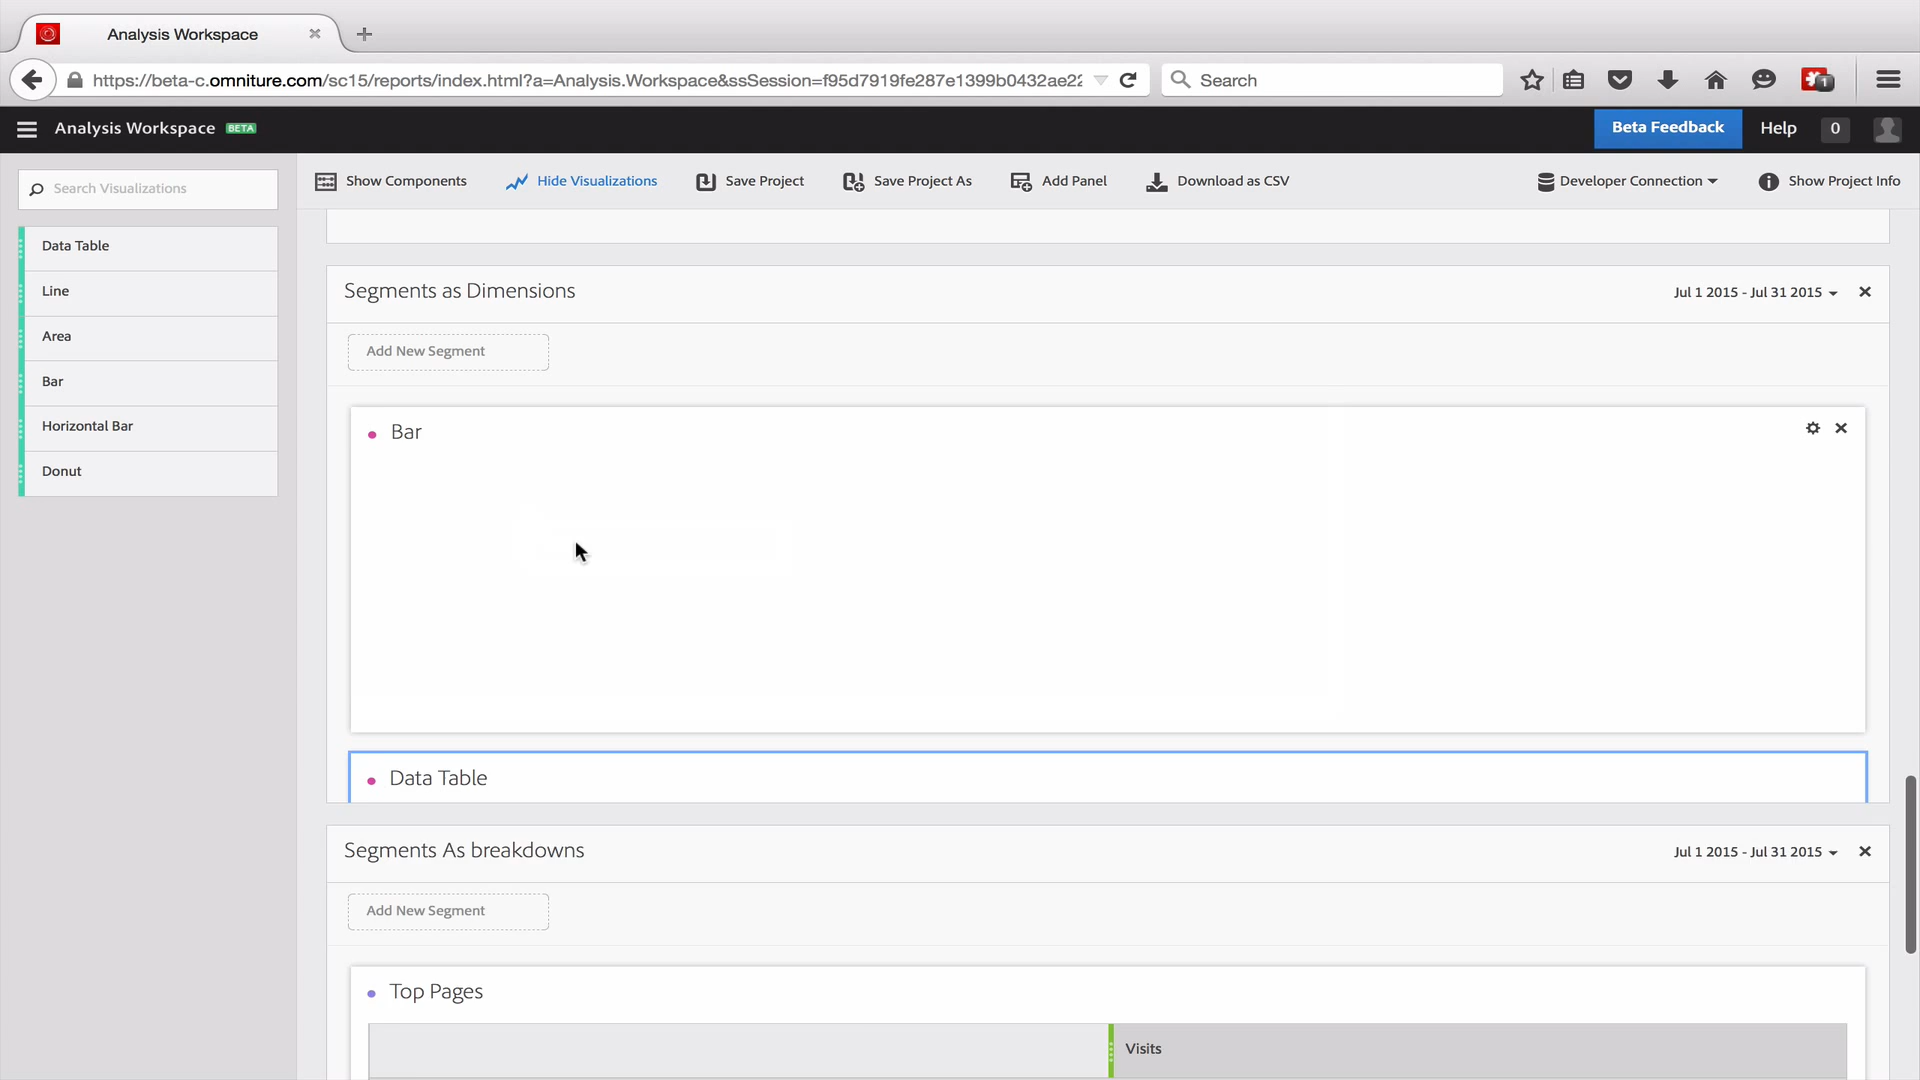 Analysis Workspace
https://beta-c.omniture.com/sc15/reports/index.html?a=Analysis.Workspace&ssSession=f95d7919fe287e1399b0432ae22
Search
1
Analysis Workspace BETA
Beta Feedback
Help
0
Search Visualizations
Show Components
Hide Visualizations
Save Project
Save Project As
Add Panel
Download as CSV
Developer Connection
Show Project Info
Data Table
Line
Area
Bar
Horizontal Bar
Donut
Segments as Dimensions
Jul 1 2015 - Jul 31 2015
Add New Segment
Bar
Data Table
Segments As breakdowns
Jul 1 2015 - Jul 31 2015
Add New Segment
Top Pages
Visits